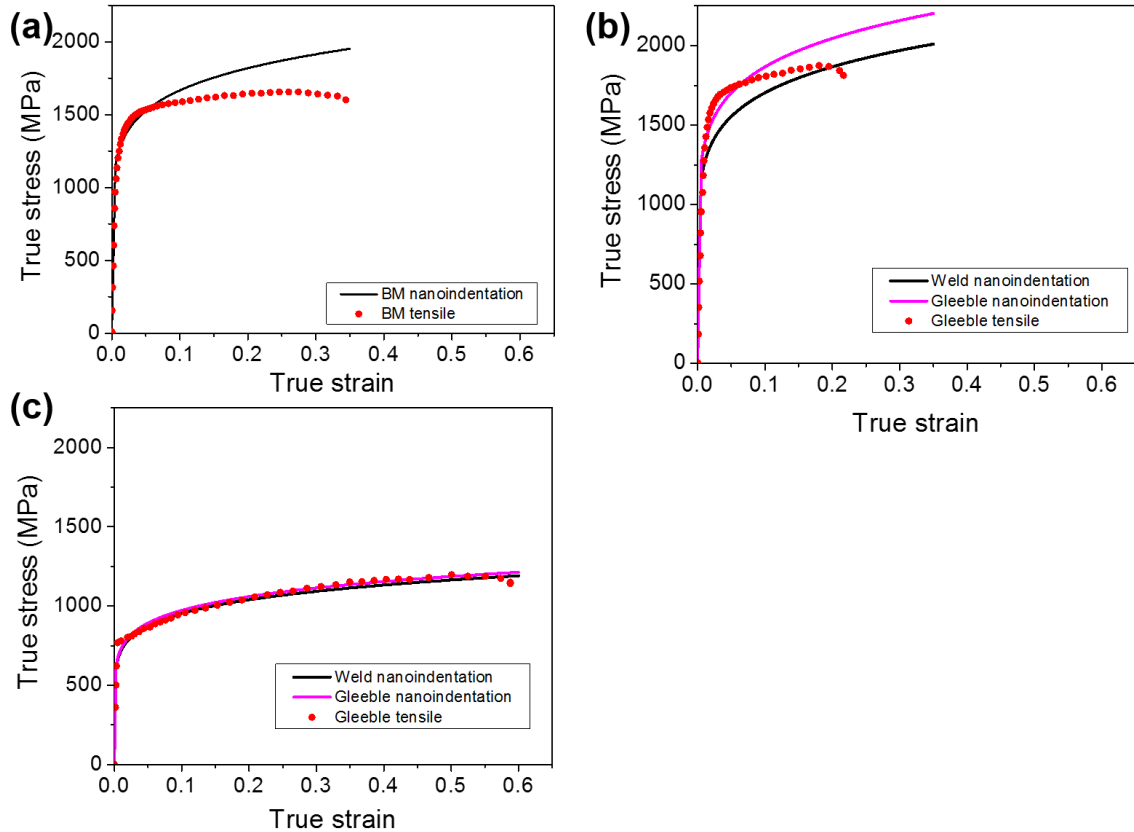 (a)
True stress (MPa)
2000
1500
1000
500
0
0.0 0.1 0.2 0.3 0.4 0.5 0.6
True strain
BM nanoindentation
BM tensile
(b)
True stress (MPa)
2000
1500
1000
500
0
0.0 0.1 0.2 0.3 0.4 0.5 0.6
True strain
Weld nanoindentation
Gleeble nanoindentation
Gleeble tensile
(c)
True stress (MPa)
2000
1500
1000
500
0
0.0 0.1 0.2 0.3 0.4 0.5 0.6
True strain
Weld nanoindentation
Gleeble nanoindentation
Gleeble tensile